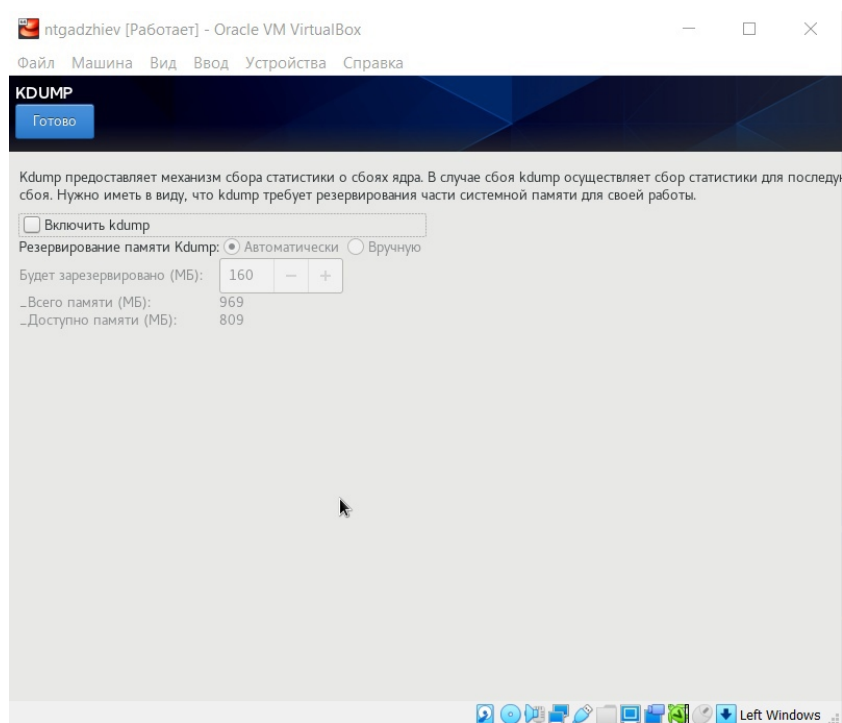 ntgadzhiev [Работает] - Oracle VM VirtualBox
Файл Машина Вид Ввод Устройства Справка
KDUMP
Готово
Kdump предоставляет механизм сбора статистики о сбоях ядра. В случае сбоя kdump осуществляет сбор статистики для
сбоя. Нужно иметь в виду, что kdump требует резервирования части системной памяти для своей работы.
Включить kdump
Резервирование памяти Kdump: Автоматически Вручную
Будет зарезервировано (МБ): 160 − +
_Всего памяти (МБ): 969
_Доступно памяти (МБ): 809
Left Windows